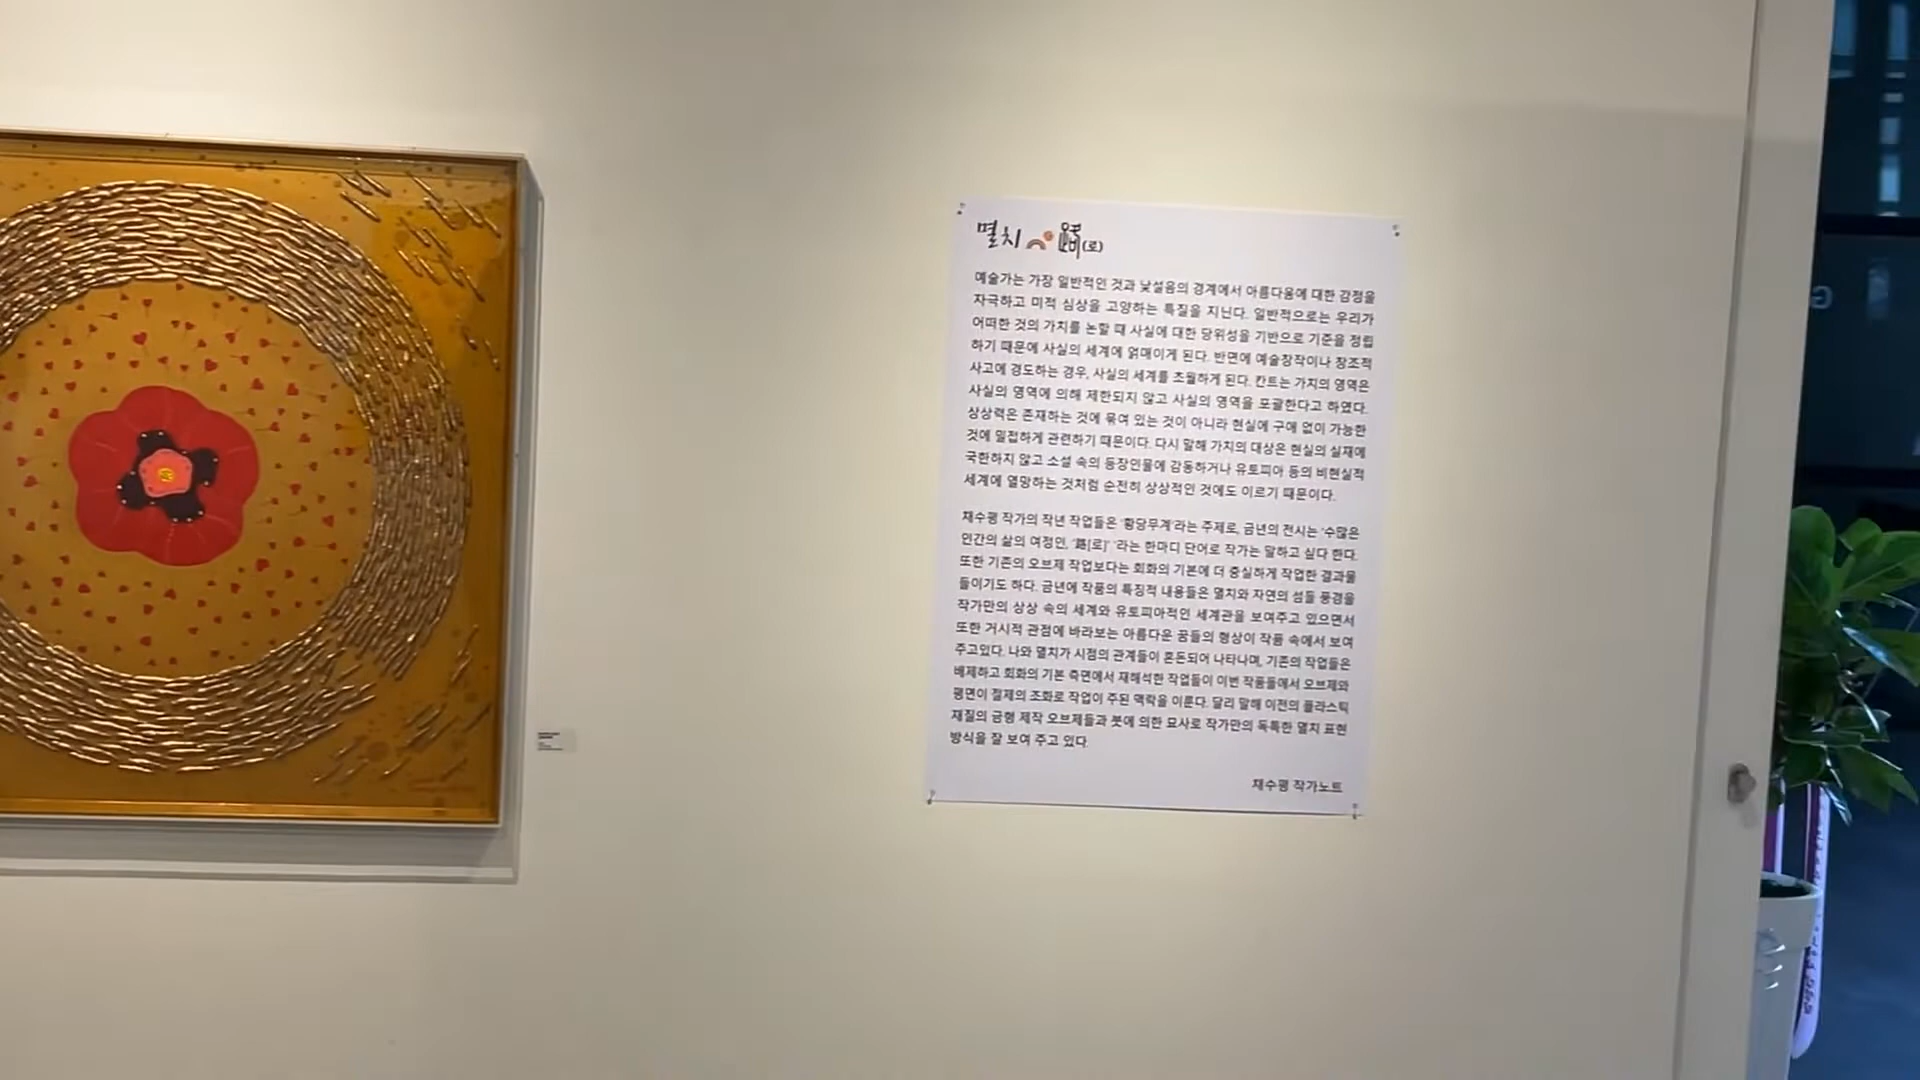 멸치 路(로)
예술가는 가장 일반적인 것과 낯설음의 경계에서 아름다움에 대한 감정을
자극하고 미적 심상을 고양하는 특질을 지닌다. 일반적으로는 우리가
어떠한 것의 가치를 논할 때 사실에 대한 당위성을 기반으로 기준을 정립
하기 때문에 사실의 세계에 얽매이게 된다. 반면에 예술창작이나 창조적
사고에 경도하는 경우, 사실의 세계를 초월하게 된다. 칸트는 가치의 영역은
사실의 영역에 의해 제한되지 않고 사실의 영역을 포괄한다고 하였다.
상상력은 존재하는 것에 묶여 있는 것이 아니라 현실에 구애 없이 가능한
것에 밀접하게 관련하기 때문이다. 다시 말해 가치의 대상은 현실의 실재에
국한하지 않고 소설 속의 등장인물에 감동하거나 유토피아 등의 비현실적
세계에 열망하는 것처럼 순전히 상상적인 것에도 이르기 때문이다.
채수평 작가의 작년 작업들은 '황당무계'라는 주제로, 금년의 전시는 '수많은
인간의 삶의 여정인, '路[로]' '라는 한마디 단어로 작가는 말하고 싶다 한다.
또한 기존의 오브제 작업보다는 회화의 기본에 더 충실하게 작업한 결과물
들이기도 하다. 금년에 작품의 특징적 내용들은 멸치와 자연의 섬들 풍경을
작가만의 상상 속의 세계와 유토피아적인 세계관을 보여주고 있으면서
또한 거시적 관점에 바라보는 아름다운 꿈들의 형상이 작품 속에서 보여
주고있다. 나와 멸치가 시점의 관계들이 혼돈되어 나타나며, 기존의 작업들은
배제하고 회화의 기본 측면에서 재해석한 작업들이 이번 작품들에서 오브제와
평면이 절제의 조화로 작업이 주된 맥락을 이룬다. 달리 말해 이전의 플라스틱
재질의 금형 제작 오브제들과 붓에 의한 묘사로 작가만의 독특한 멸치 표현
방식을 잘 보여 주고 있다.
채수평 작가노트
G